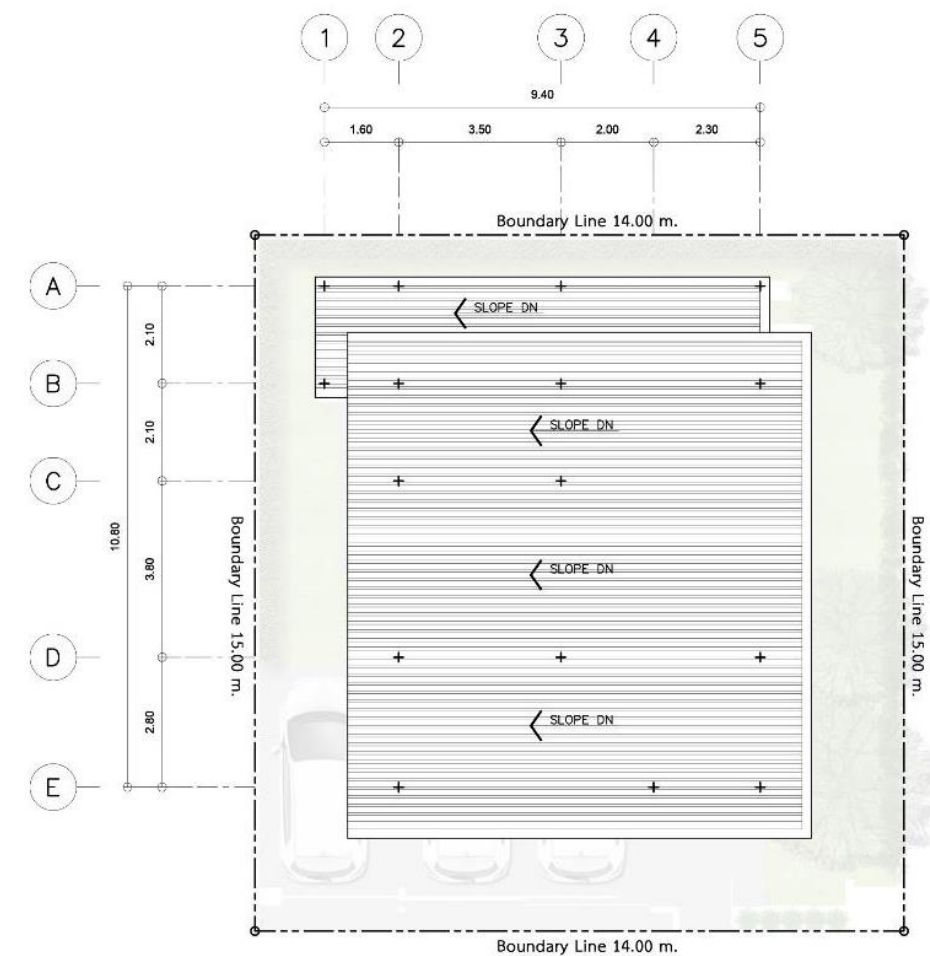 1 2 3 4 5
9.40
1.60 3.50 2.00 2.30
Boundary Line 14.00 m.
A
SLOPE DN
2.10
B
2.10
SLOPE DN
C
10.80
Boundary Line 15.00 m.
Boundary Line 15.00 m.
3.80
SLOPE DN
D
2.80
SLOPE DN
E
Boundary Line 14.00 m.